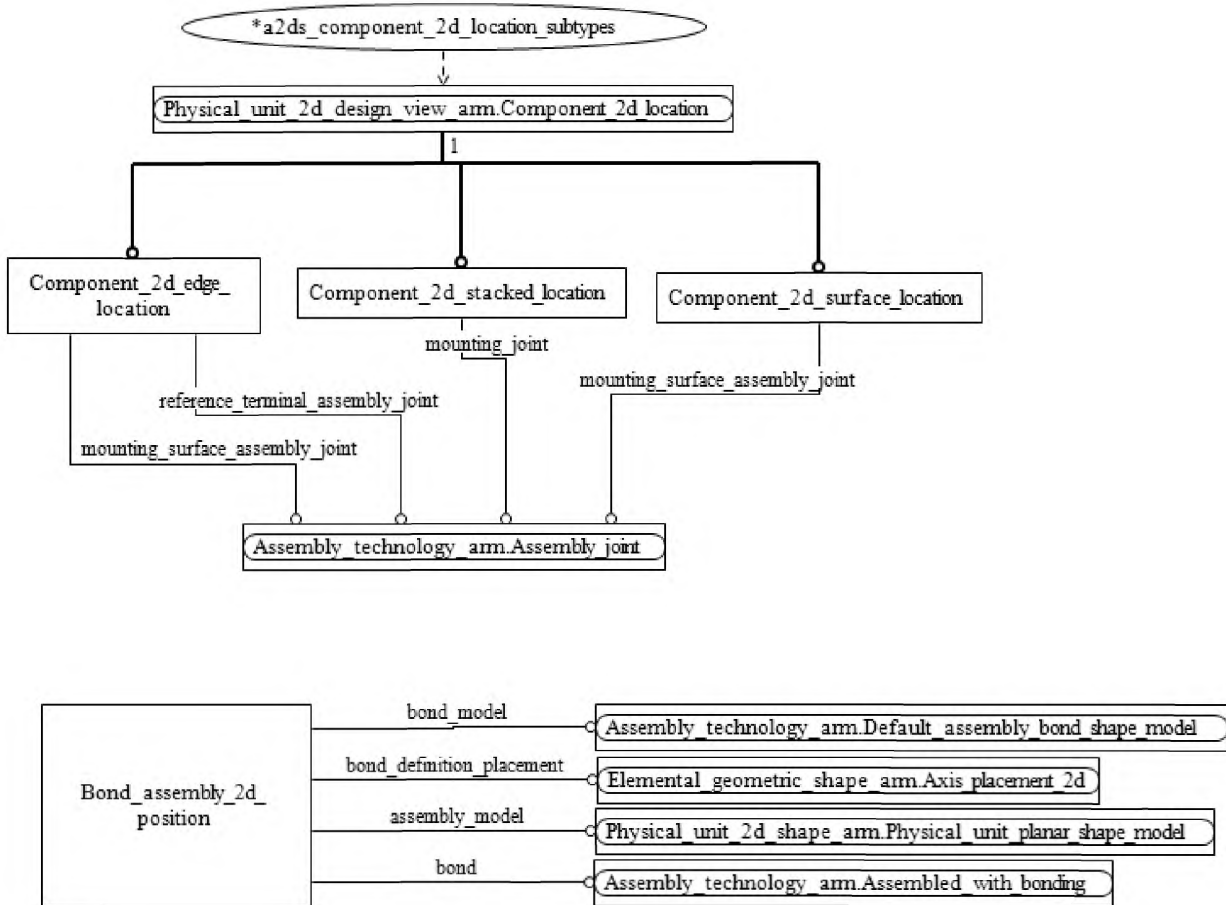 *a2ds_component_2d_location_subtypes
Physical_unit_2d_design_view_arm.Component_2d_location
1
Component_2d_edge_
location
Component_2d_stacked_location
Component_2d_surface_location
mounting_joint
mounting_surface_assembly_joint
reference_terminal_assembly_joint
mounting_surface_assembly_joint
Assembly_technology_arm.Assembly_joint
Bond_assembly_2d_
position
bond_model
Assembly_technology_arm.Default_assembly_bond_shape_model
bond_definition_placement
Elemental_geometric_shape_arm.Axis_placement_2d
assembly_model
Physical_unit_2d_shape_arm.Physical_unit_planar_shape_model
bond
Assembly_technology_arm.Assembled_with_bonding